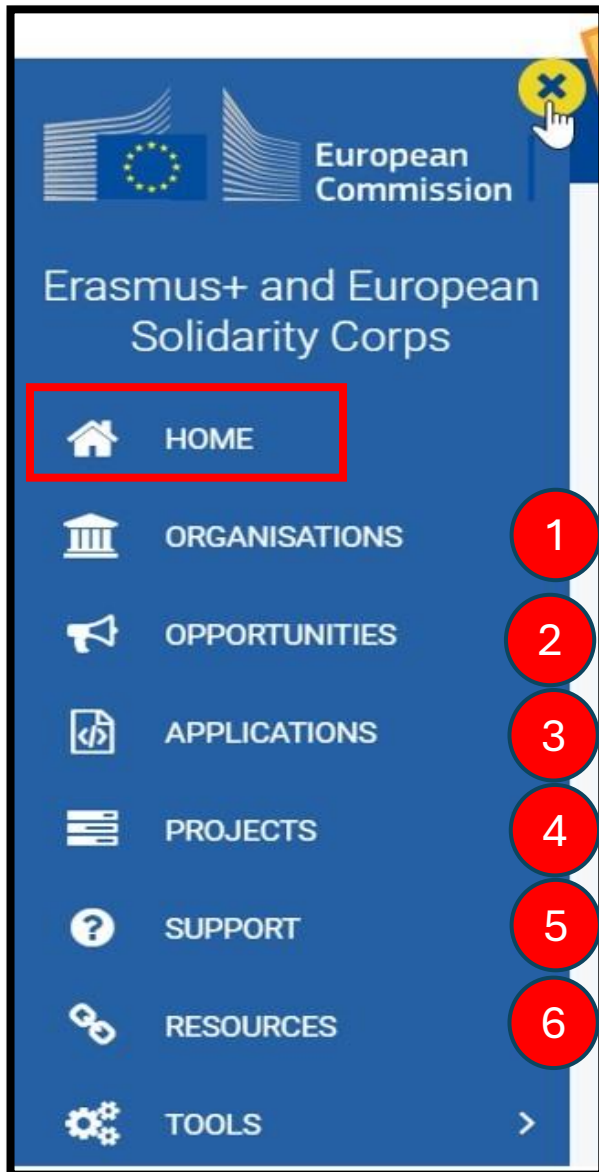 European
Commission
Erasmus+ and European
Solidarity Corps
HOME
ORGANISATIONS 1
OPPORTUNITIES 2
APPLICATIONS 3
PROJECTS 4
SUPPORT 5
RESOURCES 6
TOOLS